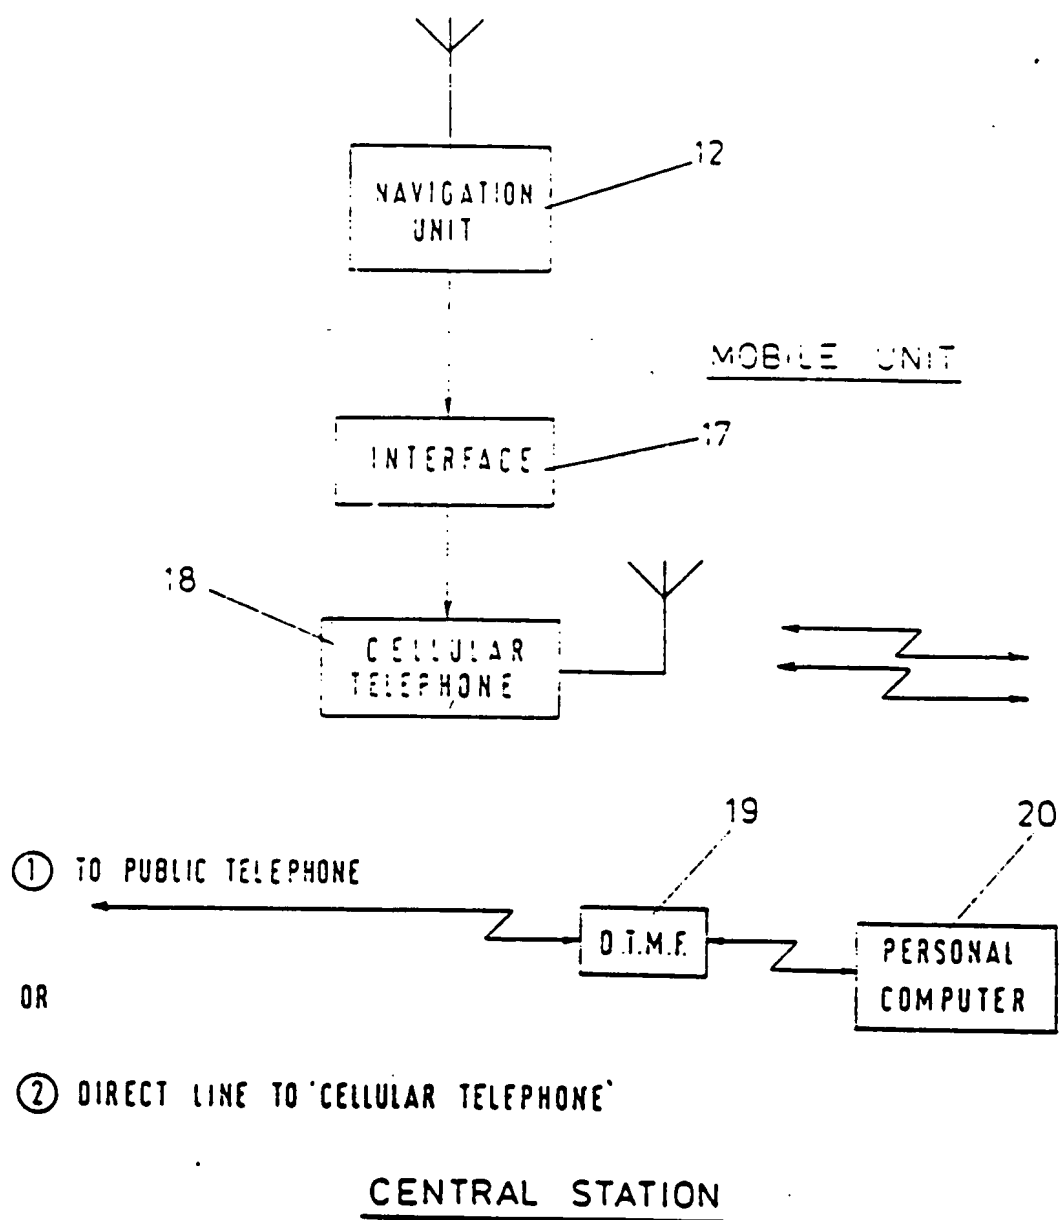 12
NAVIGATION
UNIT
MOBILE UNIT
17
INTERFACE
18
CELLULAR
TELEPHONE
19
20
1 TO PUBLIC TELEPHONE
D.T.M.F.
PERSONAL
COMPUTER
OR
2 DIRECT LINE TO 'CELLULAR TELEPHONE'
CENTRAL STATION